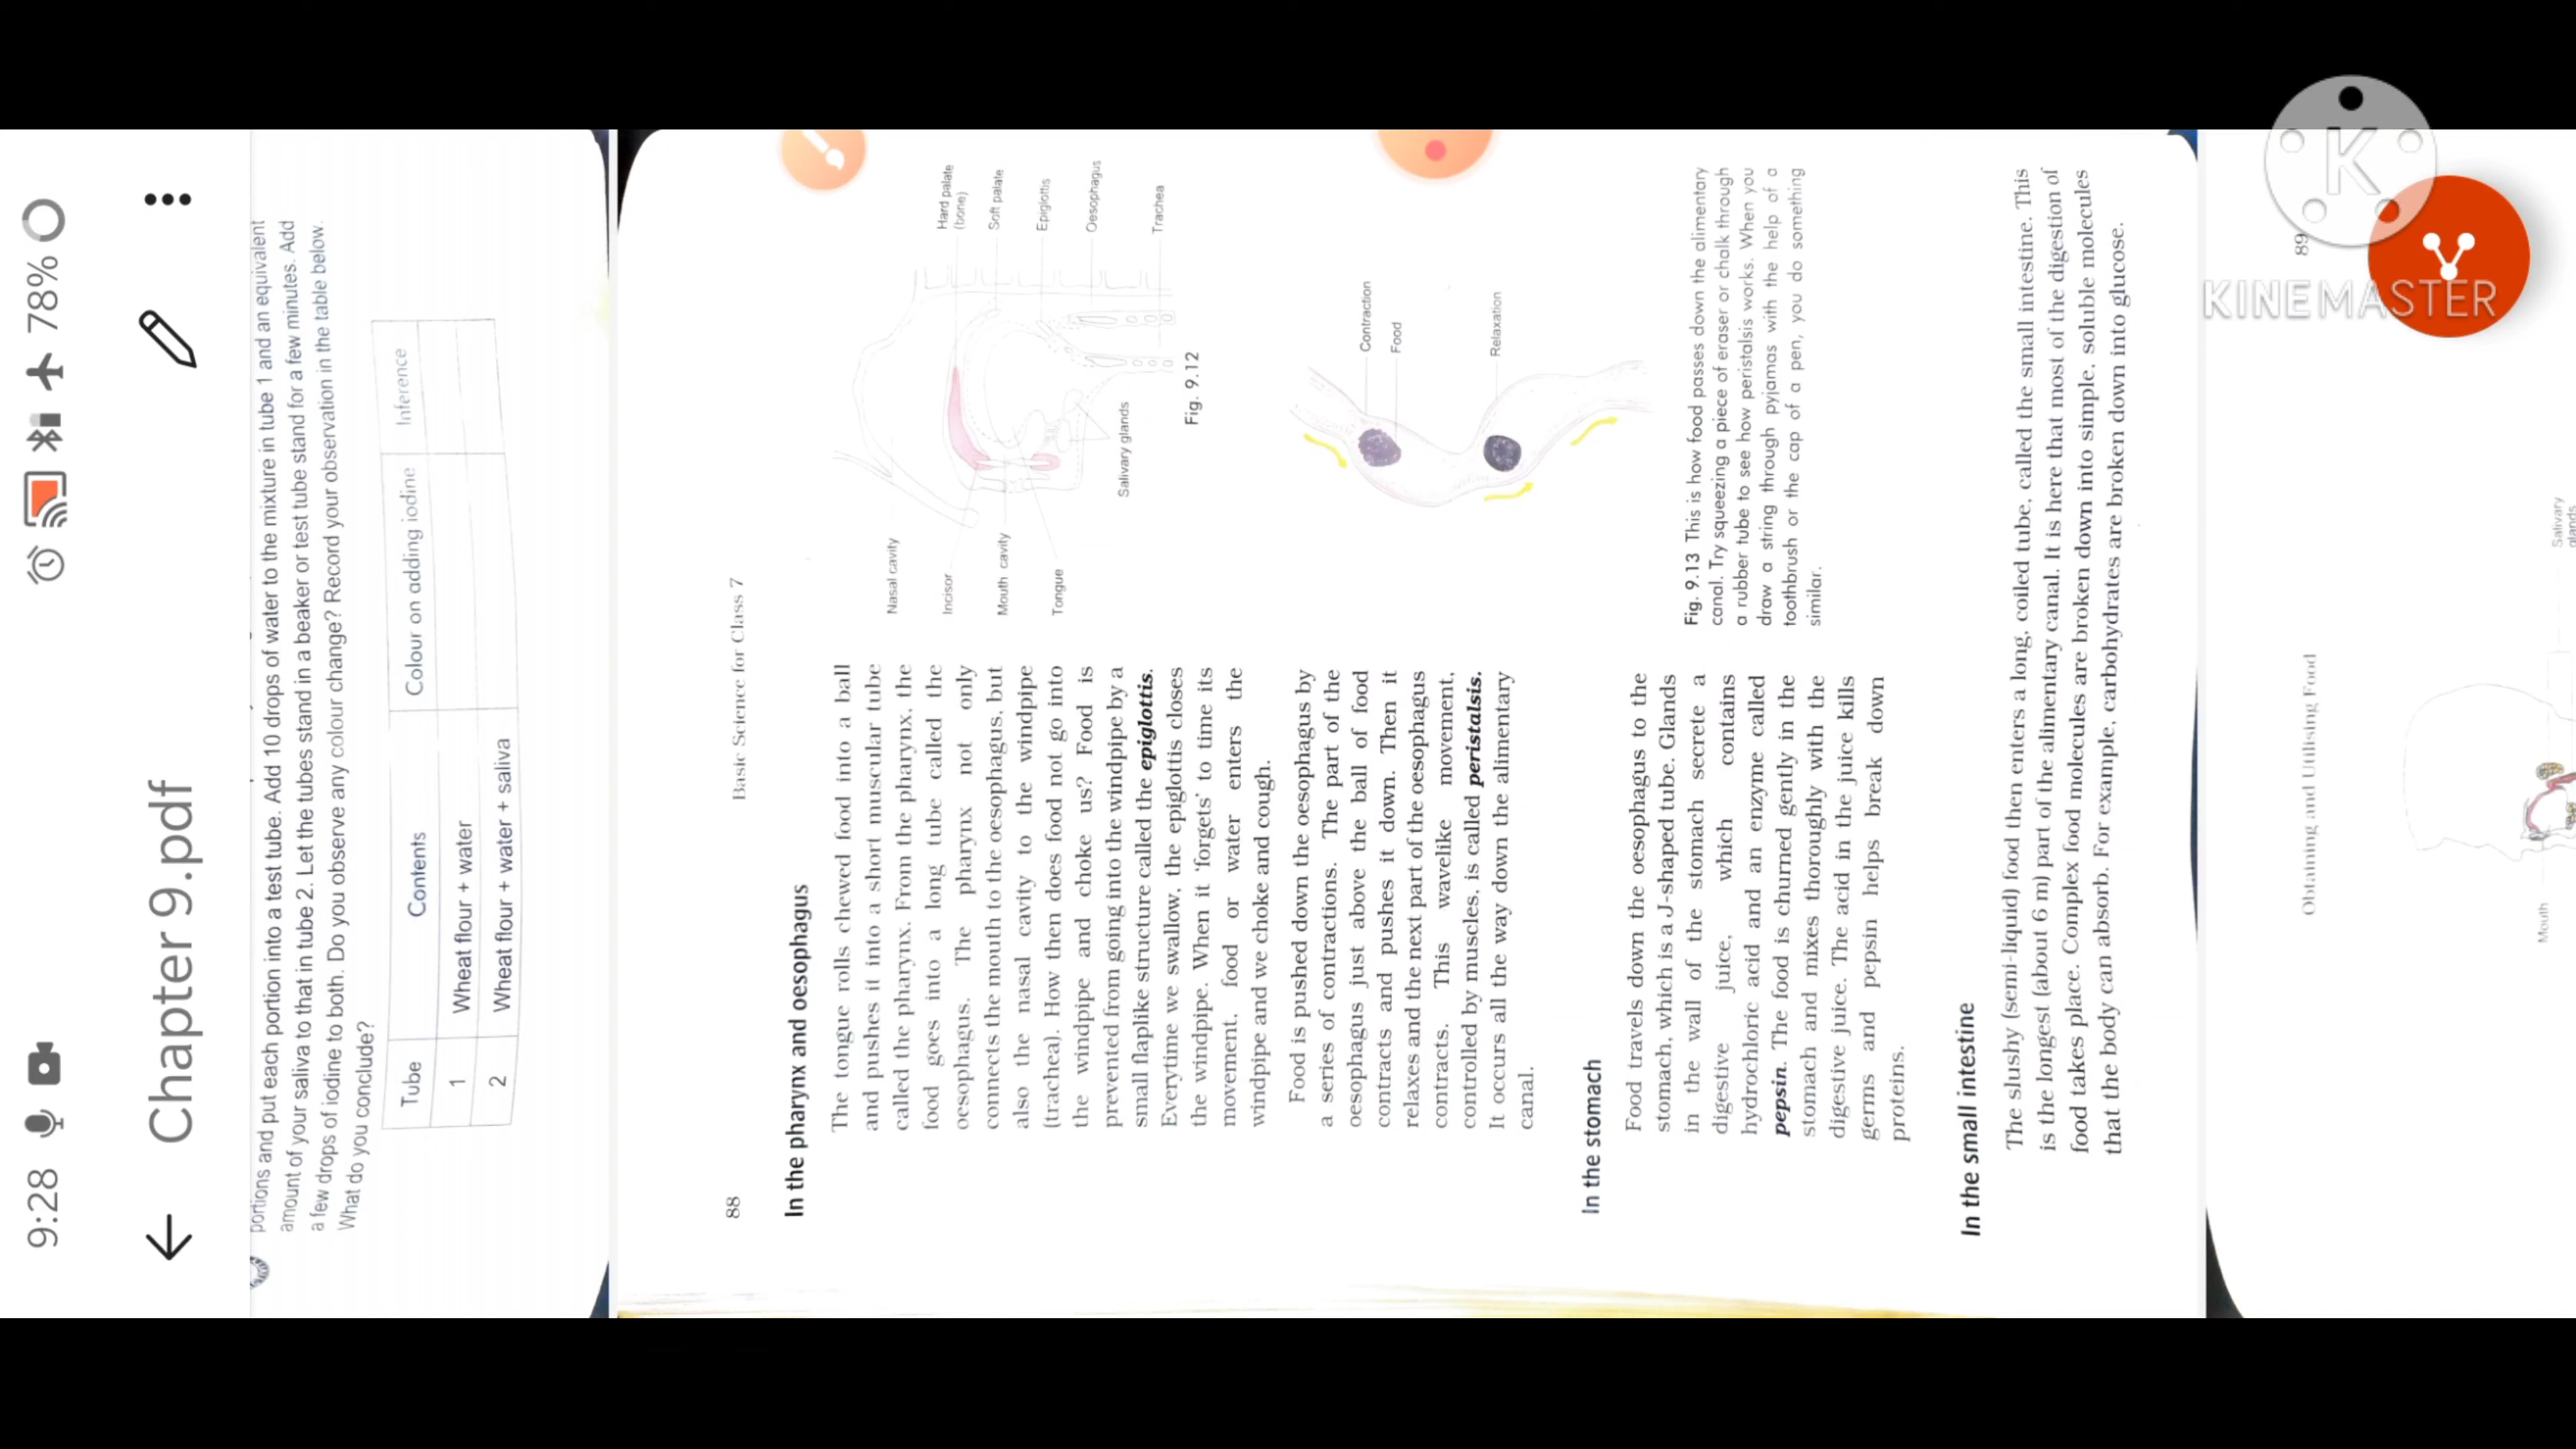 9:28
78%
Chapter 9.pdf
portions and put each portion into a test tube. Add 10 drops of water to the mixture in tube 1 and an equivalent
amount of your saliva to that in tube 2. Let the tubes stand in a beaker or test tube stand for a few minutes. Add
a few drops of iodine to both. Do you observe any colour change? Record your observation in the table below.
What do you conclude?
Tube Contents Colour on adding iodine Inference
1 Wheat flour + water
2 Wheat flour + water + saliva
88 Basic Science for Class 7
In the pharynx and oesophagus
The tongue rolls chewed food into a ball
and pushes it into a short muscular tube
called the pharynx. From the pharynx, the
food goes into a long tube called the
oesophagus. The pharynx not only
connects the mouth to the oesophagus, but
also the nasal cavity to the windpipe
(trachea). How then does food not go into
the windpipe and choke us? Food is
prevented from going into the windpipe by a
small flaplike structure called the epiglottis.
Everytime we swallow, the epiglottis closes
the windpipe. When it 'forgets' to time its
movement, food or water enters the
windpipe and we choke and cough.
Food is pushed down the oesophagus by
a series of contractions. The part of the
oesophagus just above the ball of food
contracts and pushes it down. Then it
relaxes and the next part of the oesophagus
contracts. This wavelike movement,
controlled by muscles, is called peristalsis.
It occurs all the way down the alimentary
canal.
Nasal cavity
Incisor
Mouth cavity
Tongue
Hard palate
(bone)
Soft palate
Epiglottis
Oesophagus
Trachea
Salivary glands
Fig. 9.12
Contraction
Food
Relaxation
Fig. 9.13 This is how food passes down the alimentary
canal. Try squeezing a piece of eraser or chalk through
a rubber tube to see how peristalsis works. When you
draw a string through pyjamas with the help of a
toothbrush or the cap of a pen, you do something
similar.
In the stomach
Food travels down the oesophagus to the
stomach, which is a J-shaped tube. Glands
in the wall of the stomach secrete a
digestive juice, which contains
hydrochloric acid and an enzyme called
pepsin. The food is churned gently in the
stomach and mixes thoroughly with the
digestive juice. The acid in the juice kills
germs and pepsin helps break down
proteins.
In the small intestine
The slushy (semi-liquid) food then enters a long, coiled tube, called the small intestine. This
is the longest (about 6 m) part of the alimentary canal. It is here that most of the digestion of
food takes place. Complex food molecules are broken down into simple, soluble molecules
that the body can absorb. For example, carbohydrates are broken down into glucose.
Obtaining and Utilising Food 89
Mouth
Salivary
glands
K
KINEMASTER